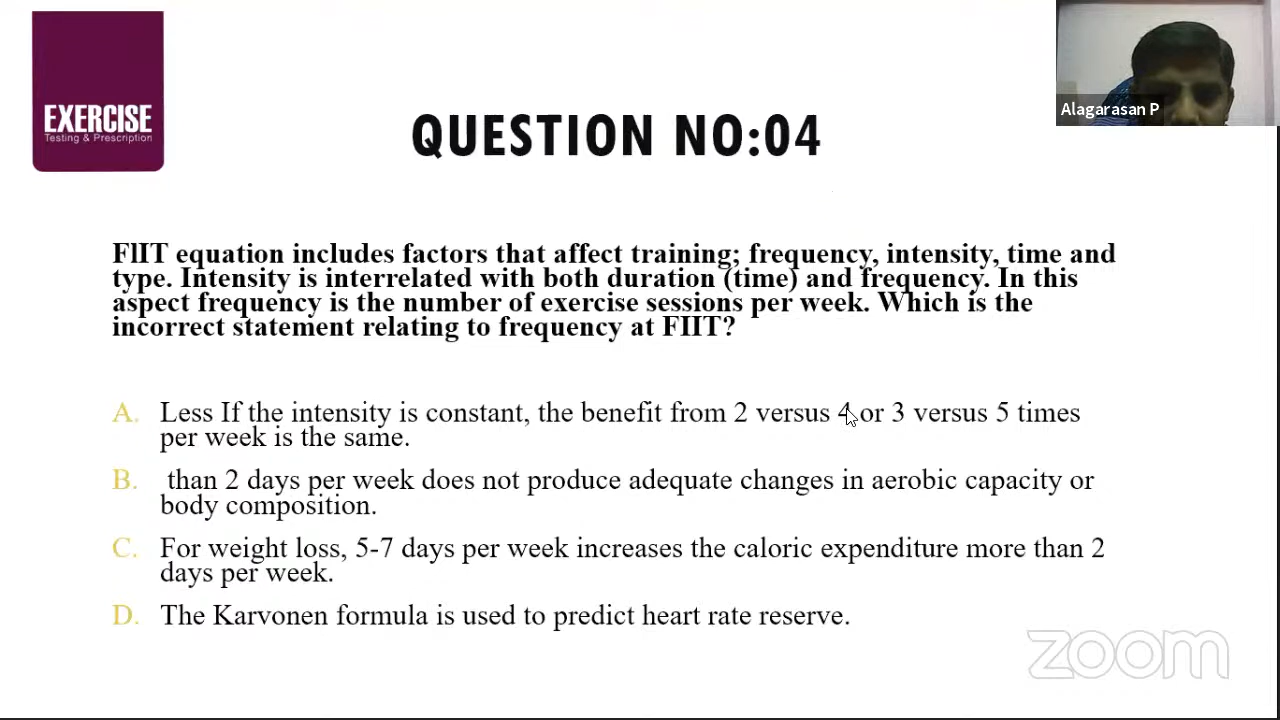 EXERCISE
Testing & Prescription
Alagarasan P
QUESTION NO:04
FIIT equation includes factors that affect training; frequency, intensity, time and
type. Intensity is interrelated with both duration (time) and frequency. In this
aspect frequency is the number of exercise sessions per week. Which is the
incorrect statement relating to frequency at FIIT?
A. Less If the intensity is constant, the benefit from 2 versus 4 or 3 versus 5 times
per week is the same.
B. than 2 days per week does not produce adequate changes in aerobic capacity or
body composition.
C. For weight loss, 5-7 days per week increases the caloric expenditure more than 2
days per week.
D. The Karvonen formula is used to predict heart rate reserve.
zoom